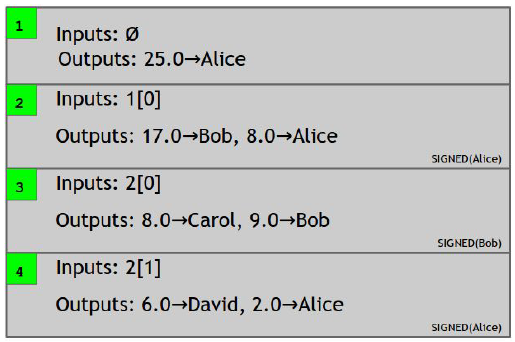 1
Inputs: Ø
Outputs: 25.0→Alice
2
Inputs: 1[0]
Outputs: 17.0→Bob, 8.0→Alice
SIGNED(Alice)
3
Inputs: 2[0]
Outputs: 8.0→Carol, 9.0→Bob
SIGNED(Bob)
4
Inputs: 2[1]
Outputs: 6.0→David, 2.0→Alice
SIGNED(Alice)